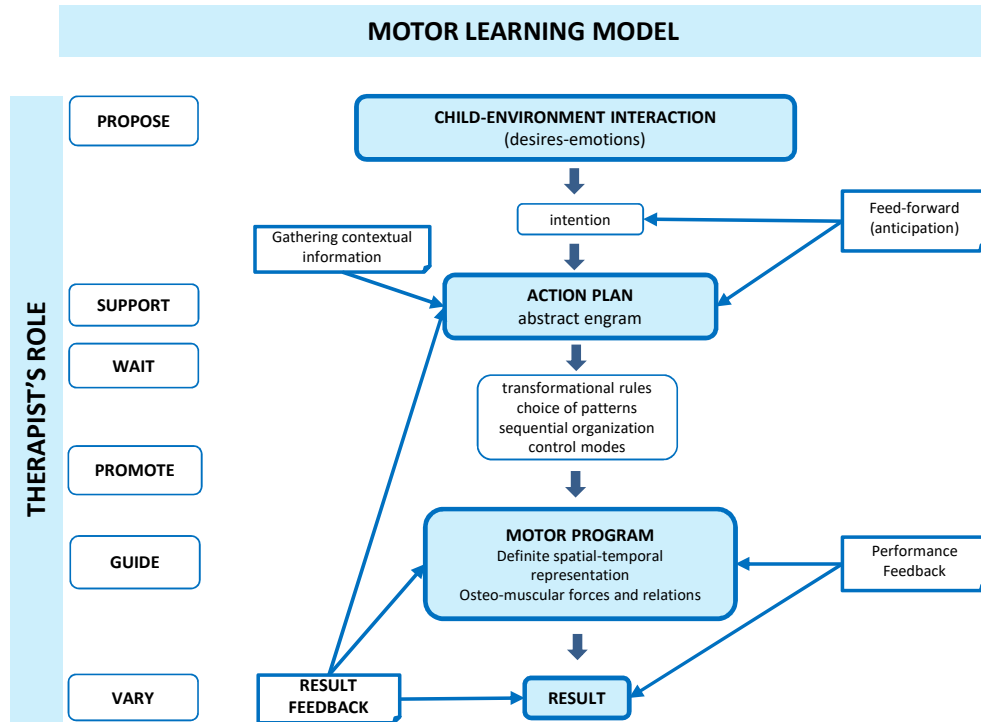 MOTOR LEARNING MODEL
THERAPIST'S ROLE
PROPOSE
CHILD-ENVIRONMENT INTERACTION
(desires-emotions)
intention
Feed-forward
(anticipation)
Gathering contextual
information
SUPPORT
ACTION PLAN
abstract engram
WAIT
transformational rules
choice of patterns
sequential organization
control modes
PROMOTE
MOTOR PROGRAM
Definite spatial-temporal
representation
Osteo-muscular forces and relations
GUIDE
Performance
Feedback
VARY
RESULT
FEEDBACK
RESULT